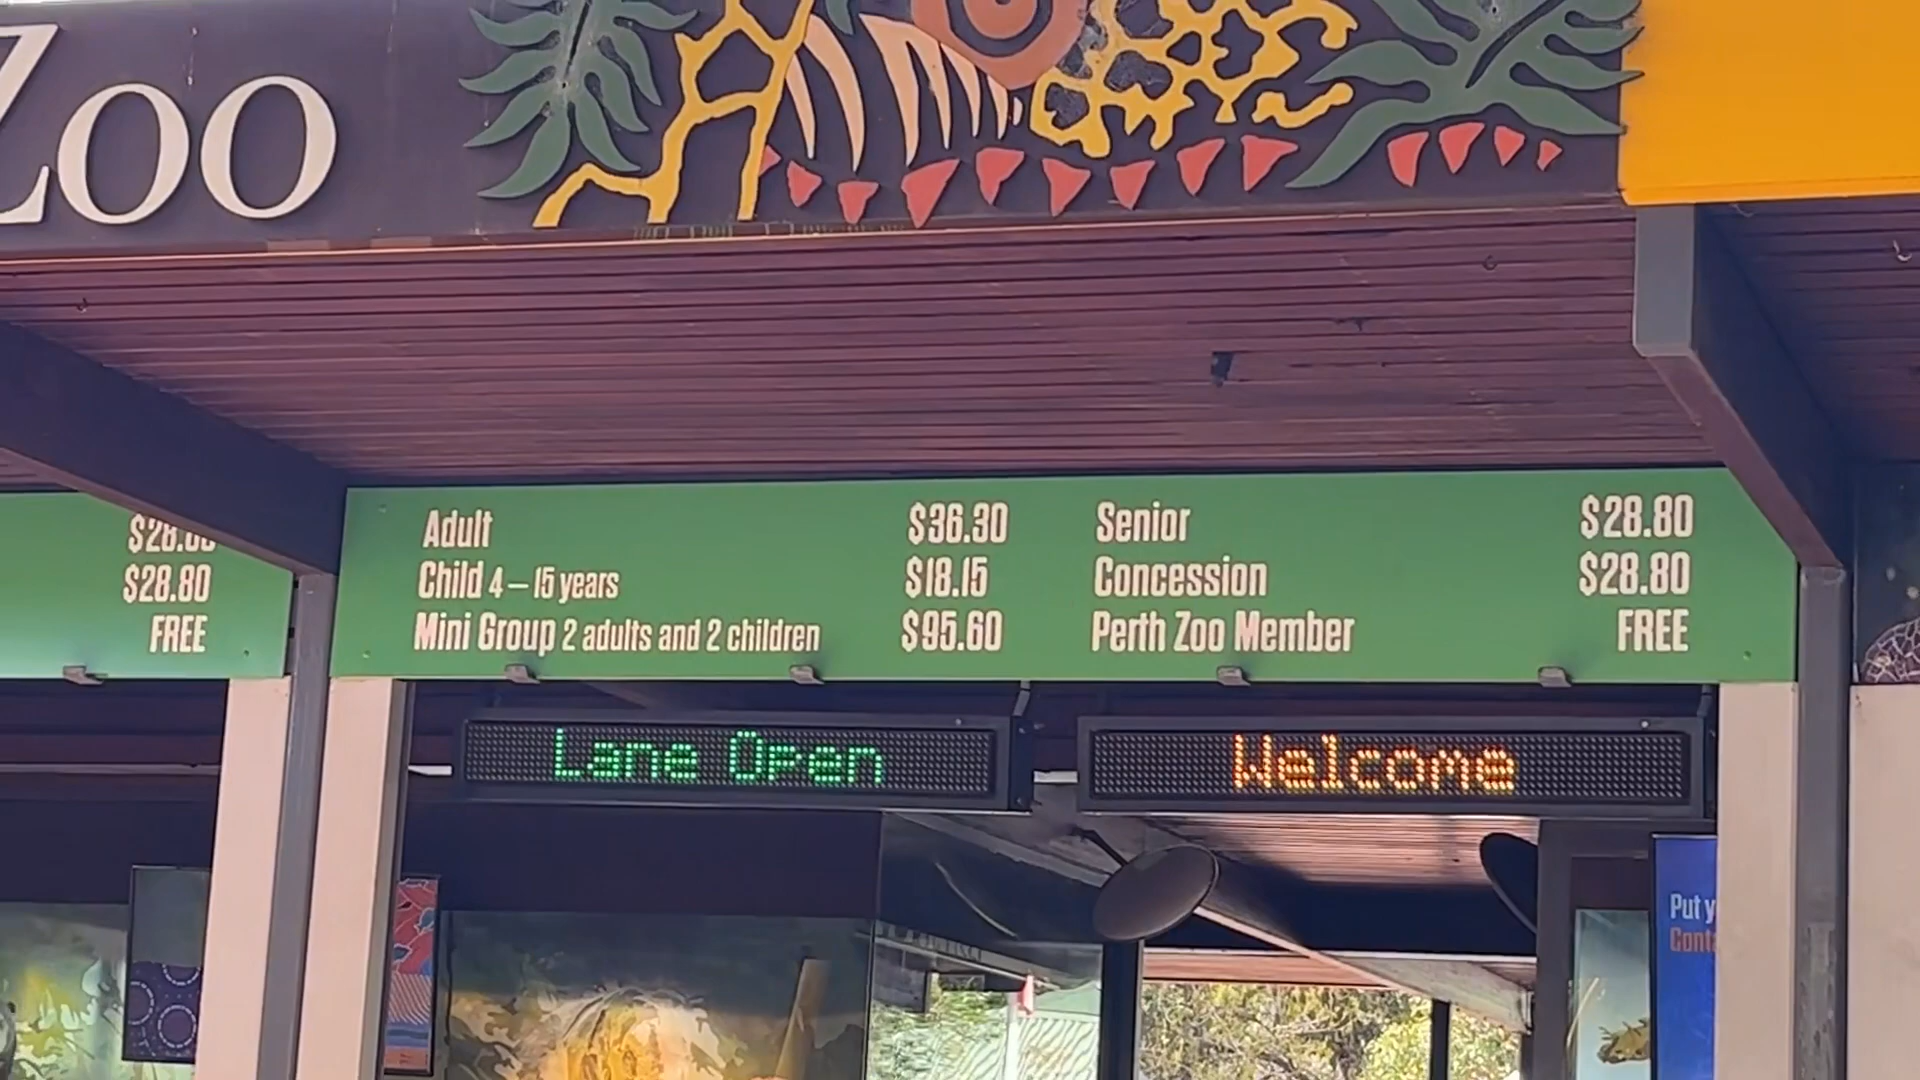 Zoo
$28.80
$28.80
FREE
Adult $36.30
Child 4 – 15 years $18.15
Mini Group 2 adults and 2 children $95.60
Senior $28.80
Concession $28.80
Perth Zoo Member FREE
Lane Open
Welcome
Put